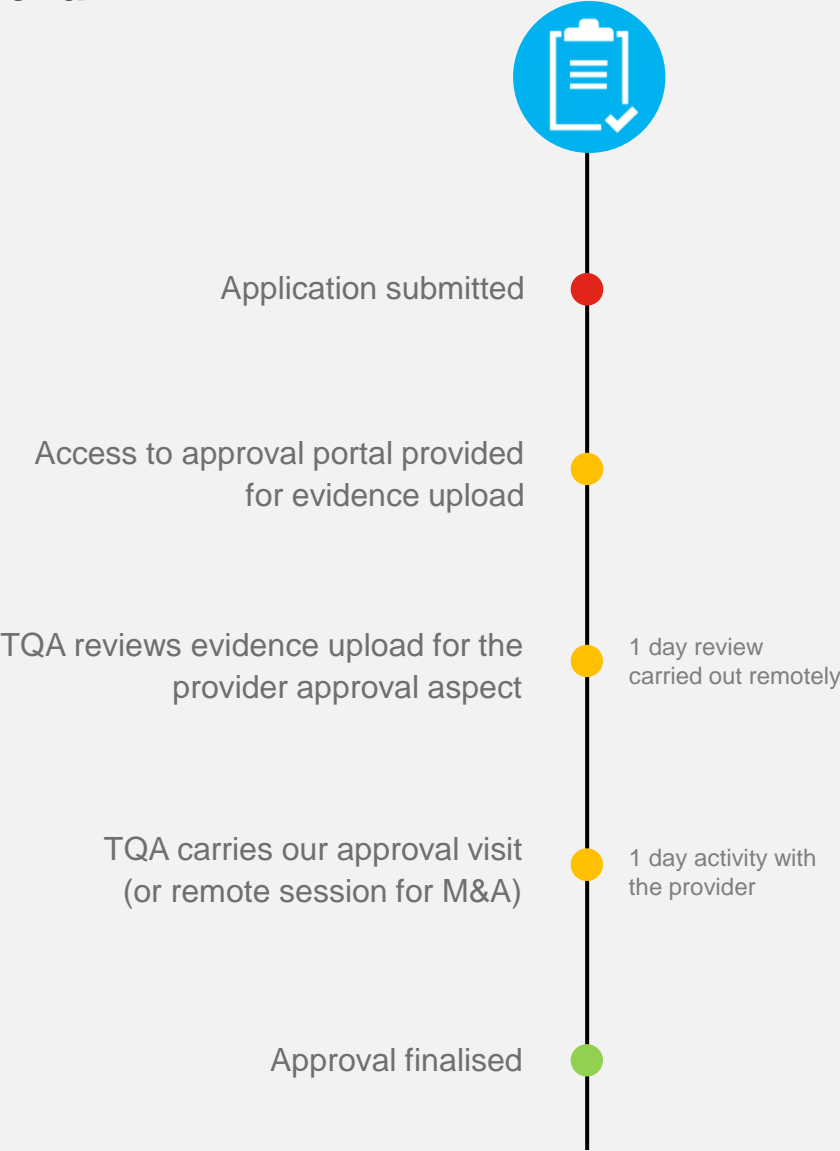 Application submitted
Access to approval portal provided
for evidence upload
TQA reviews evidence upload for the
provider approval aspect
1 day review
carried out remotely
TQA carries our approval visit
(or remote session for M&A)
1 day activity with
the provider
Approval finalised